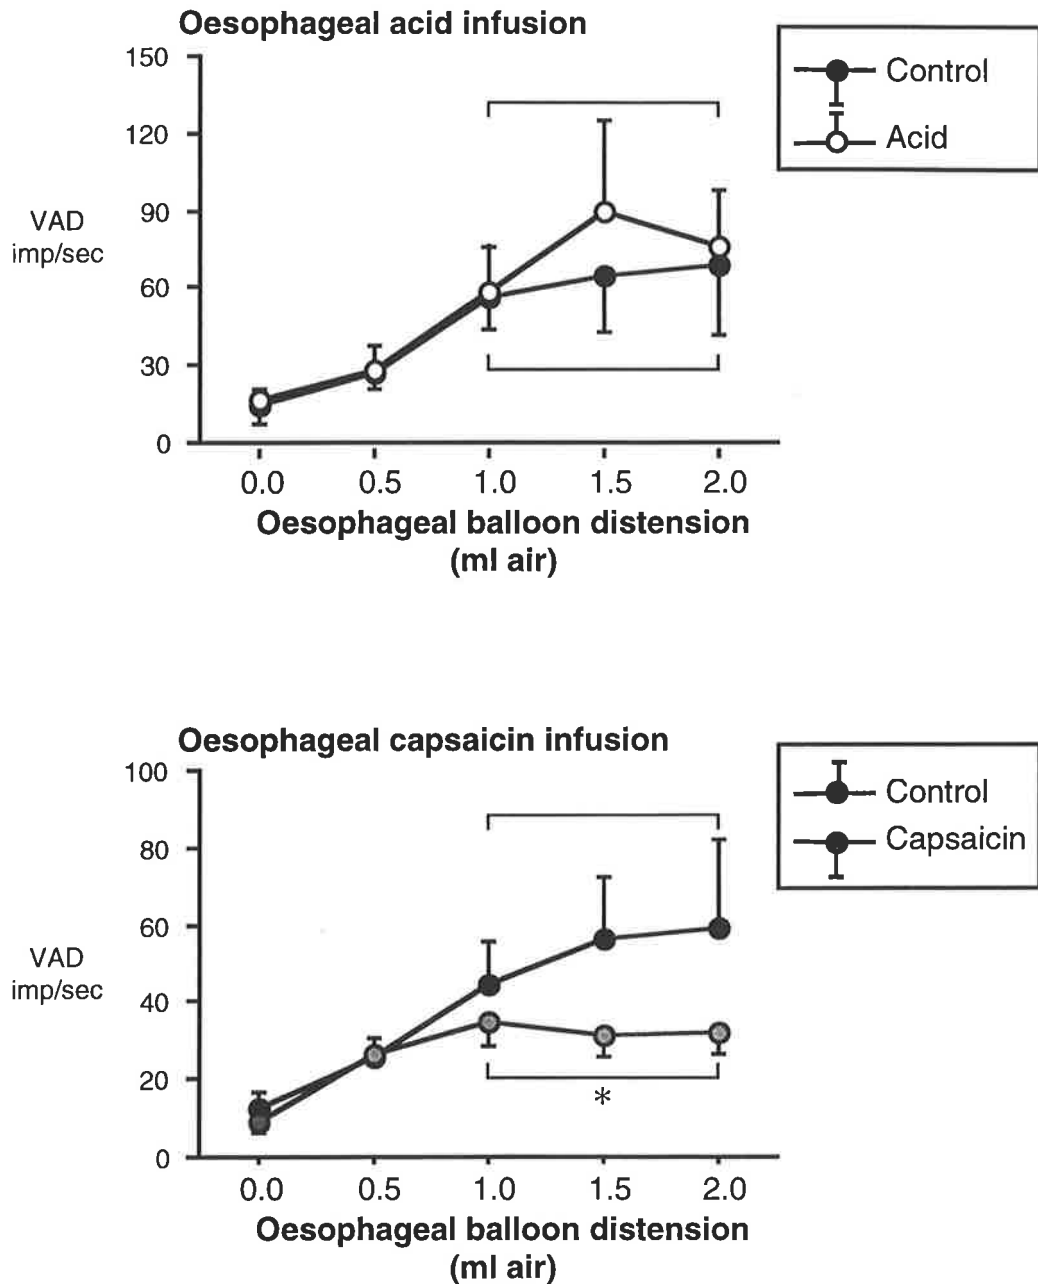 Oesophageal acid infusion
150
120
90
60
30
0
VAD
imp/sec
Control
Acid
0.0 0.5 1.0 1.5 2.0
Oesophageal balloon distension
(ml air)
Oesophageal capsaicin infusion
100
80
60
40
20
0
VAD
imp/sec
Control
Capsaicin
*
0.0 0.5 1.0 1.5 2.0
Oesophageal balloon distension
(ml air)